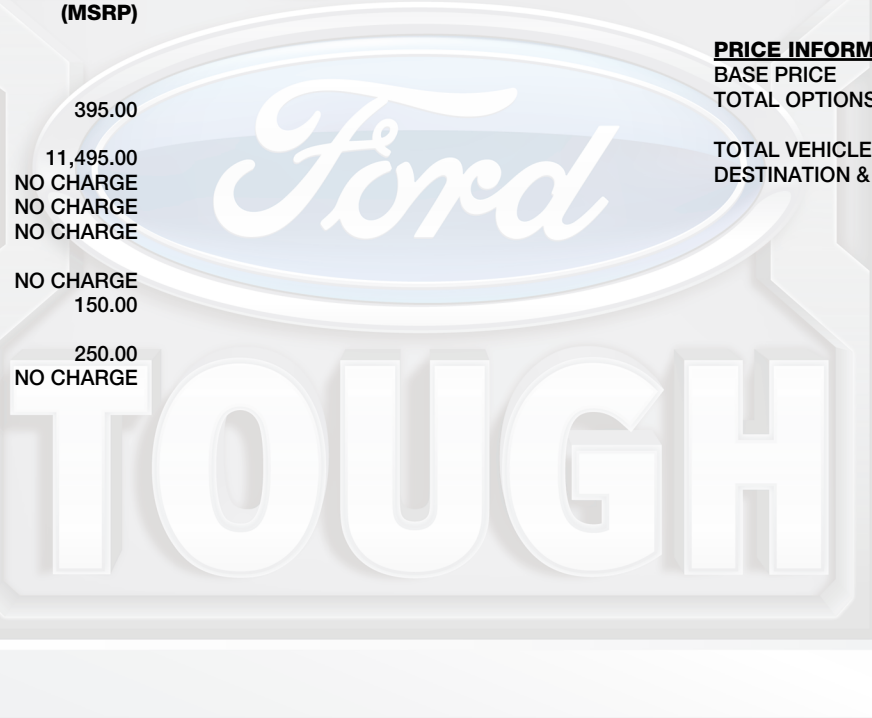 (MSRP)
395.00
11,495.00
NO CHARGE
NO CHARGE
NO CHARGE
NO CHARGE
150.00
250.00
NO CHARGE
PRICE INFORM
BASE PRICE
TOTAL OPTIONS
TOTAL VEHICLE
DESTINATION &
Ford
TOUGH